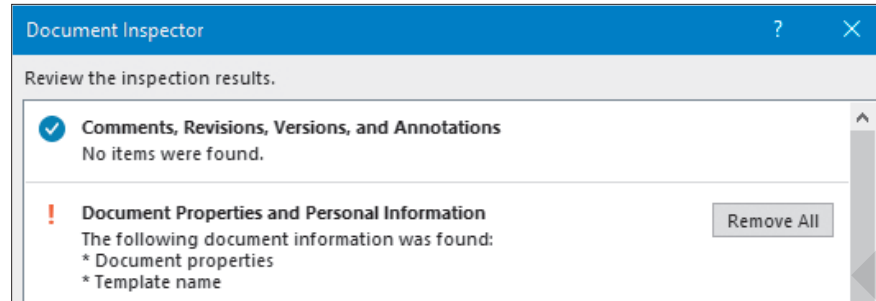 Document Inspector ? ×
Review the inspection results.
Comments, Revisions, Versions, and Annotations
No items were found.
! Document Properties and Personal Information
Remove All
The following document information was found:
* Document properties
* Template name